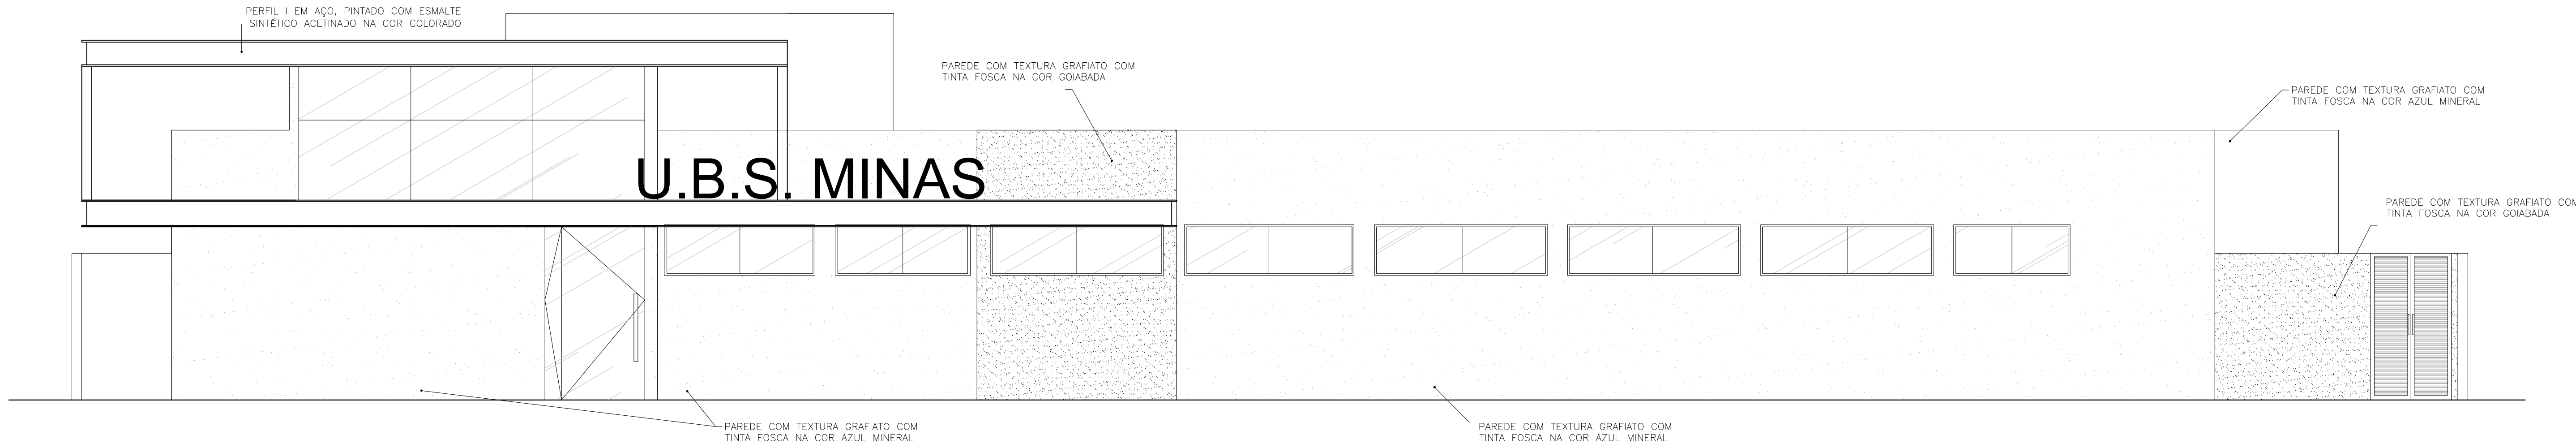 PERFIL I EM AÇO, PINTADO COM ESMALTE
SINTÉTICO ACETINADO NA COR COLORADO
PAREDE COM TEXTURA GRAFIATO COM
TINTA FOSCA NA COR GOIABADA
PAREDE COM TEXTURA GRAFIATO COM
TINTA FOSCA NA COR AZUL MINERAL
U.B.S. MINAS
PAREDE COM TEXTURA GRAFIATO COM
TINTA FOSCA NA COR GOIABADA
PAREDE COM TEXTURA GRAFIATO COM
TINTA FOSCA NA COR AZUL MINERAL
PAREDE COM TEXTURA GRAFIATO COM
TINTA FOSCA NA COR AZUL MINERAL